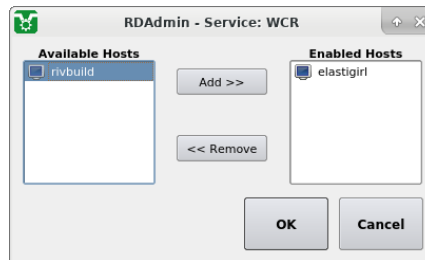 RDAdmin - Service: WCR
Available Hosts
Enabled Hosts
rivbuild
elastigirl
Add >>
<< Remove
OK
Cancel